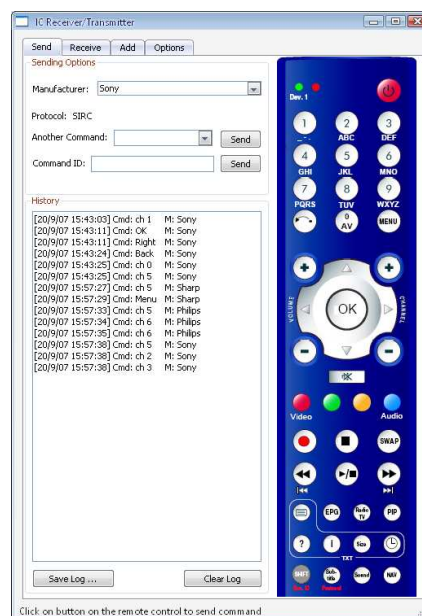 IC Receiver/Transmitter
Send Receive Add Options
Sending Options
Manufacturer: Sony
Protocol: SIRC
Another Command: Send
Command ID: Send
History
[20/9/07 15:43:03] Cmd: ch 1 M: Sony
[20/9/07 15:43:11] Cmd: OK M: Sony
[20/9/07 15:43:11] Cmd: Right M: Sony
[20/9/07 15:43:24] Cmd: Back M: Sony
[20/9/07 15:43:25] Cmd: ch 0 M: Sony
[20/9/07 15:43:25] Cmd: ch 5 M: Sony
[20/9/07 15:57:27] Cmd: ch 5 M: Sharp
[20/9/07 15:57:29] Cmd: Menu M: Sharp
[20/9/07 15:57:33] Cmd: ch 5 M: Philips
[20/9/07 15:57:34] Cmd: ch 6 M: Philips
[20/9/07 15:57:35] Cmd: ch 6 M: Philips
[20/9/07 15:57:38] Cmd: ch 5 M: Sony
[20/9/07 15:57:38] Cmd: ch 2 M: Sony
[20/9/07 15:57:38] Cmd: ch 3 M: Sony
Save Log ... Clear Log
Click on button on the remote control to send command
Dev. 1
1 2 3
_ - . ABC DEF
4 5 6
GHI JKL MNO
7 8 9
PQRS TUV WXYZ
0
AV MENU
+ +
VOLUME OK CHANNEL
- -
Video Audio
SWAP
EPG Radio TV PIP
? i Size
TXT
SHIFT Sub-title Sound NAV